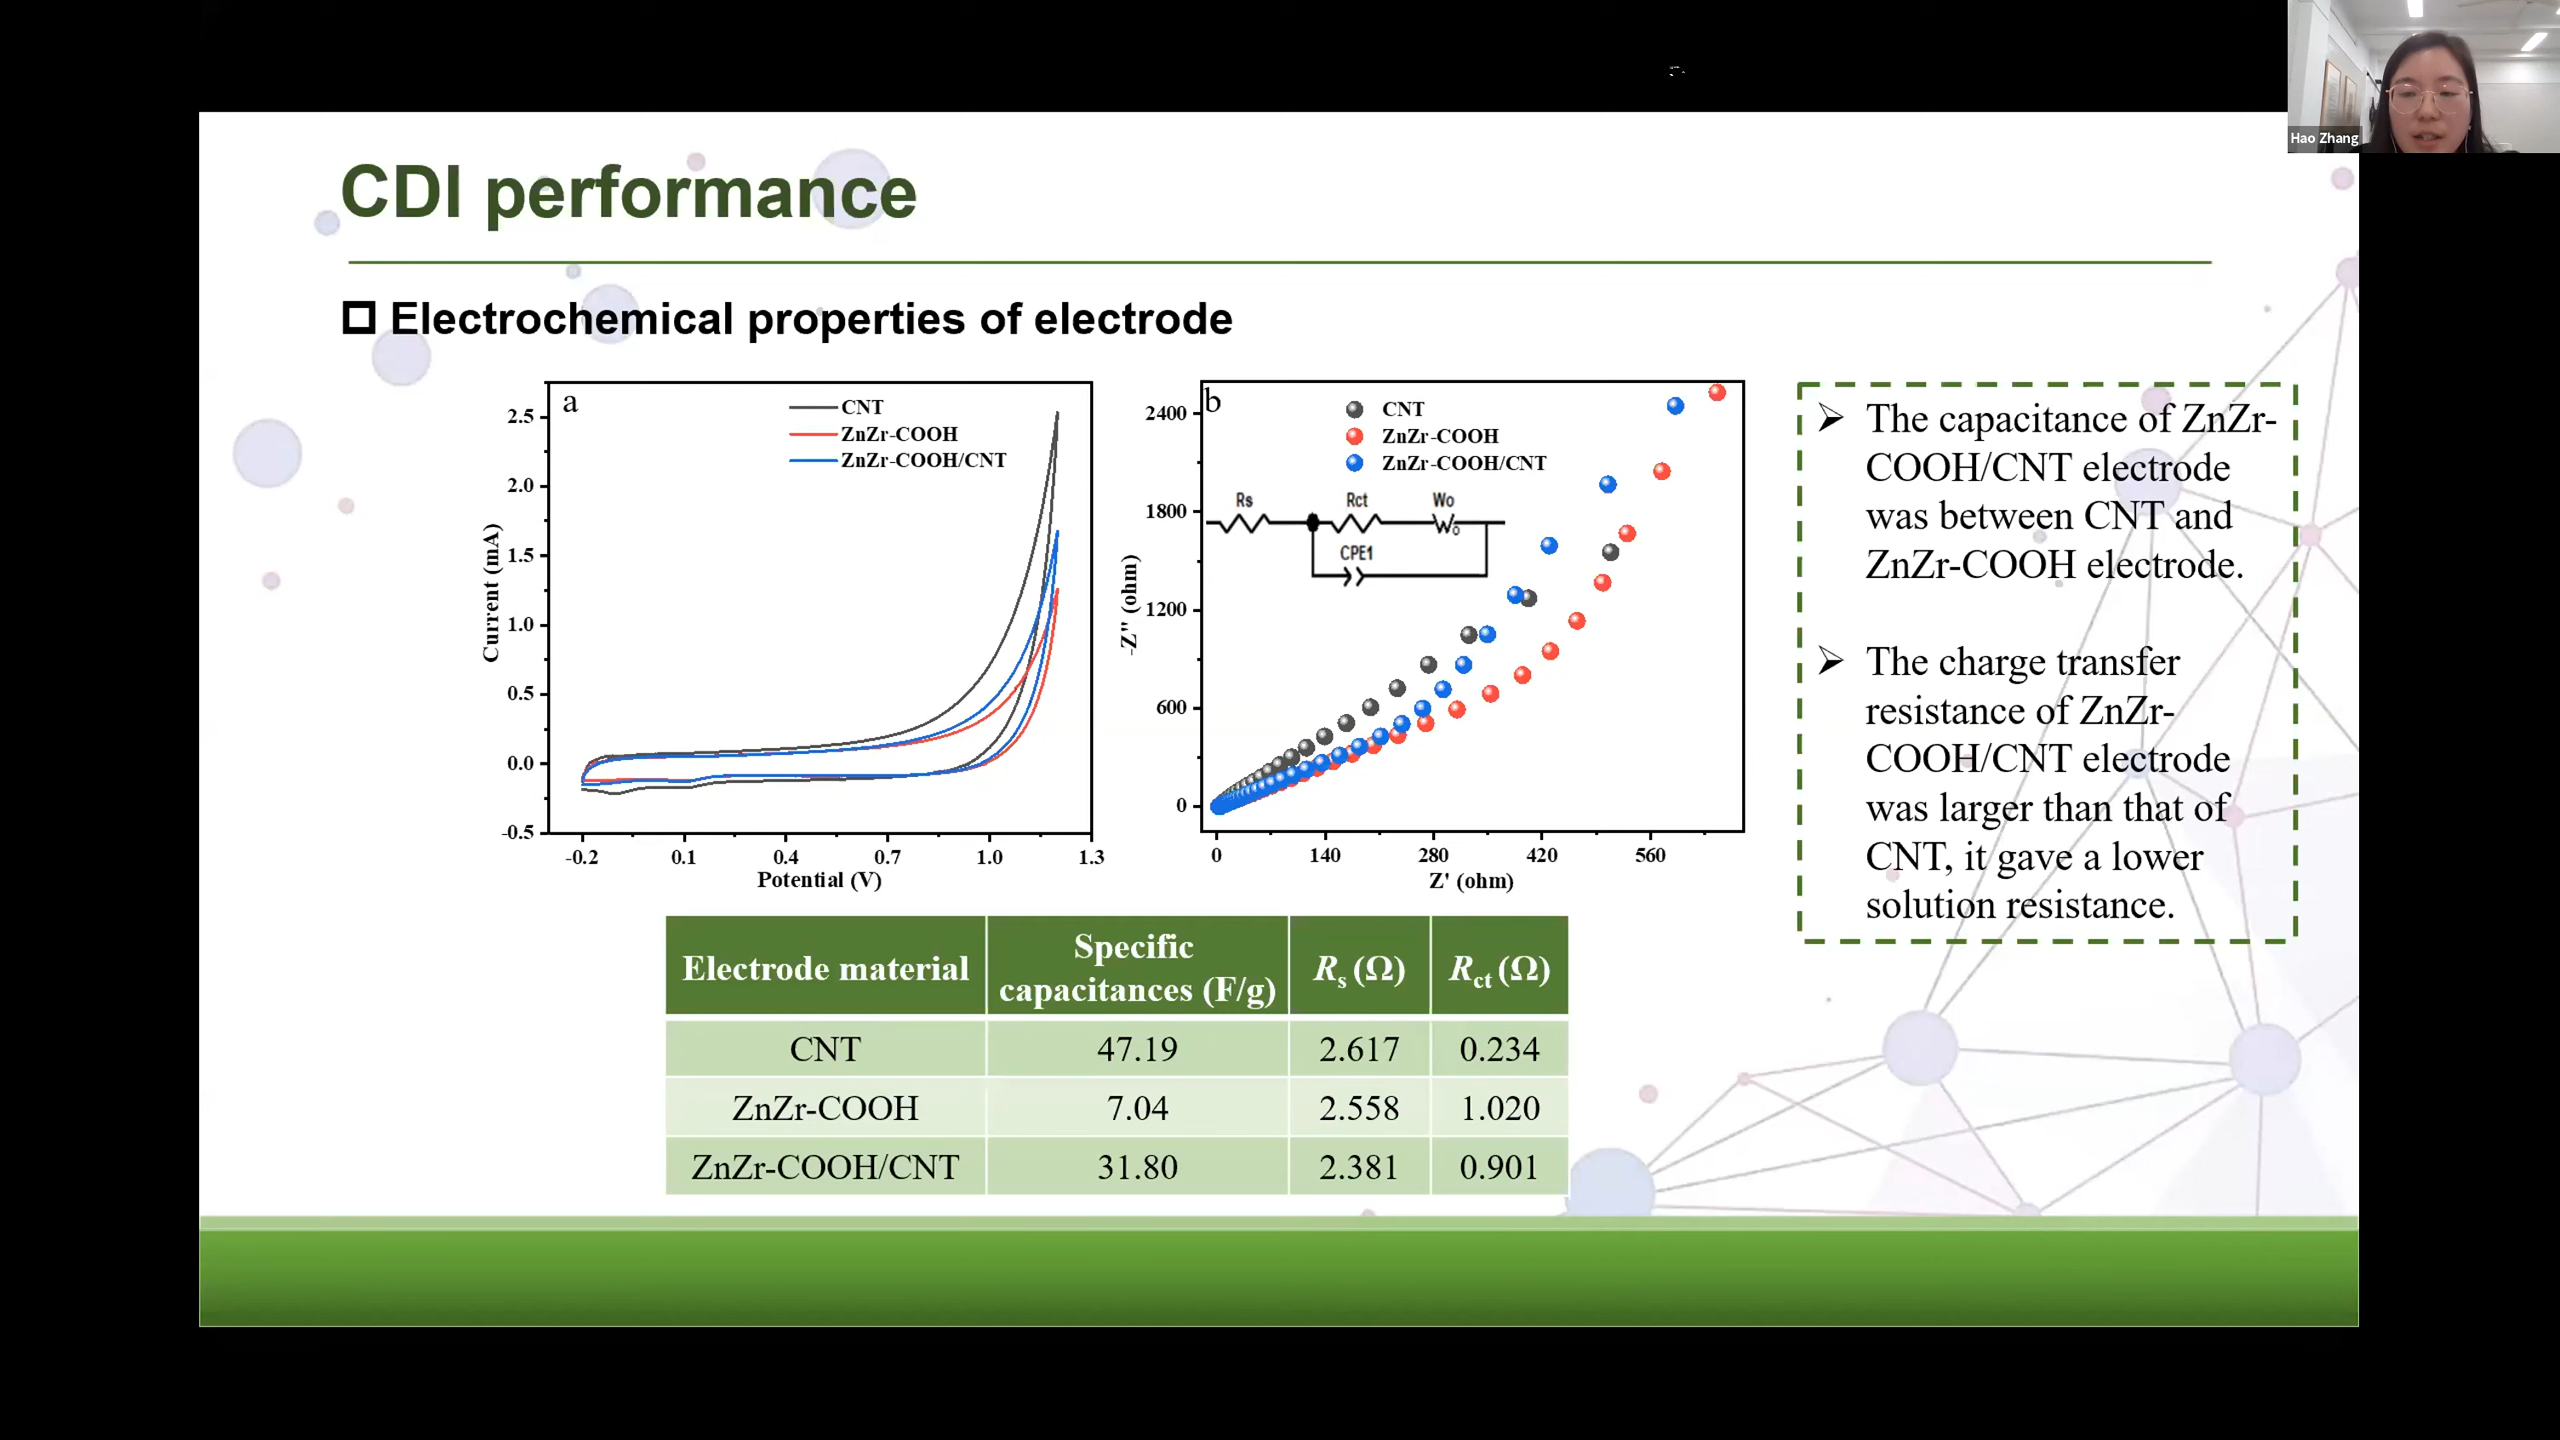 Hao Zhang
CDI performance
Electrochemical properties of electrode
a
CNT
ZnZr-COOH
ZnZr-COOH/CNT
2.5
2.0
1.5
1.0
0.5
0.0
-0.5
Current (mA)
-0.2 0.1 0.4 0.7 1.0 1.3
Potential (V)
b
CNT
ZnZr-COOH
ZnZr-COOH/CNT
Rs Rct Wo
CPE1
2400
1800
1200
600
0
-Z" (ohm)
0 140 280 420 560
Z' (ohm)
The capacitance of ZnZr-
COOH/CNT electrode
was between CNT and
ZnZr-COOH electrode.
The charge transfer
resistance of ZnZr-
COOH/CNT electrode
was larger than that of
CNT, it gave a lower
solution resistance.
Electrode material Specific capacitances (F/g) Rs (Ω) Rct (Ω)
CNT 47.19 2.617 0.234
ZnZr-COOH 7.04 2.558 1.020
ZnZr-COOH/CNT 31.80 2.381 0.901